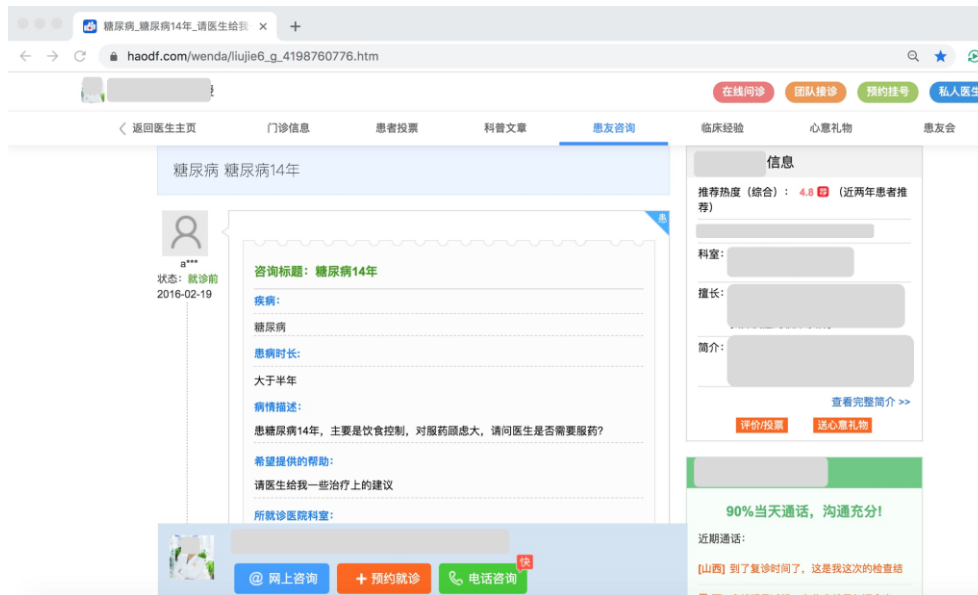 糖尿病_糖尿病14年_请医生给我
haodf.com/wenda/liujie6_g_4198760776.htm
在线问诊
团队接诊
预约挂号
私人医生
返回医生主页
门诊信息
患者投票
科普文章
患友咨询
临床经验
心意礼物
患友会
糖尿病 糖尿病14年
患
a***
状态：就诊前
2016-02-19
咨询标题：糖尿病14年
疾病：
糖尿病
患病时长：
大于半年
病情描述：
患糖尿病14年，主要是饮食控制，对服药顾虑大，请问医生是否需要服药？
希望提供的帮助：
请医生给我一些治疗上的建议
所就诊医院科室：
@ 网上咨询
+ 预约就诊
电话咨询
快
信息
推荐热度（综合）： 4.8 （近两年患者推
荐）
科室：
擅长：
简介：
查看完整简介 >>
评价/投票
送心意礼物
90%当天通话，沟通充分!
近期通话：
[山西] 到了复诊时间了，这是我这次的检查结